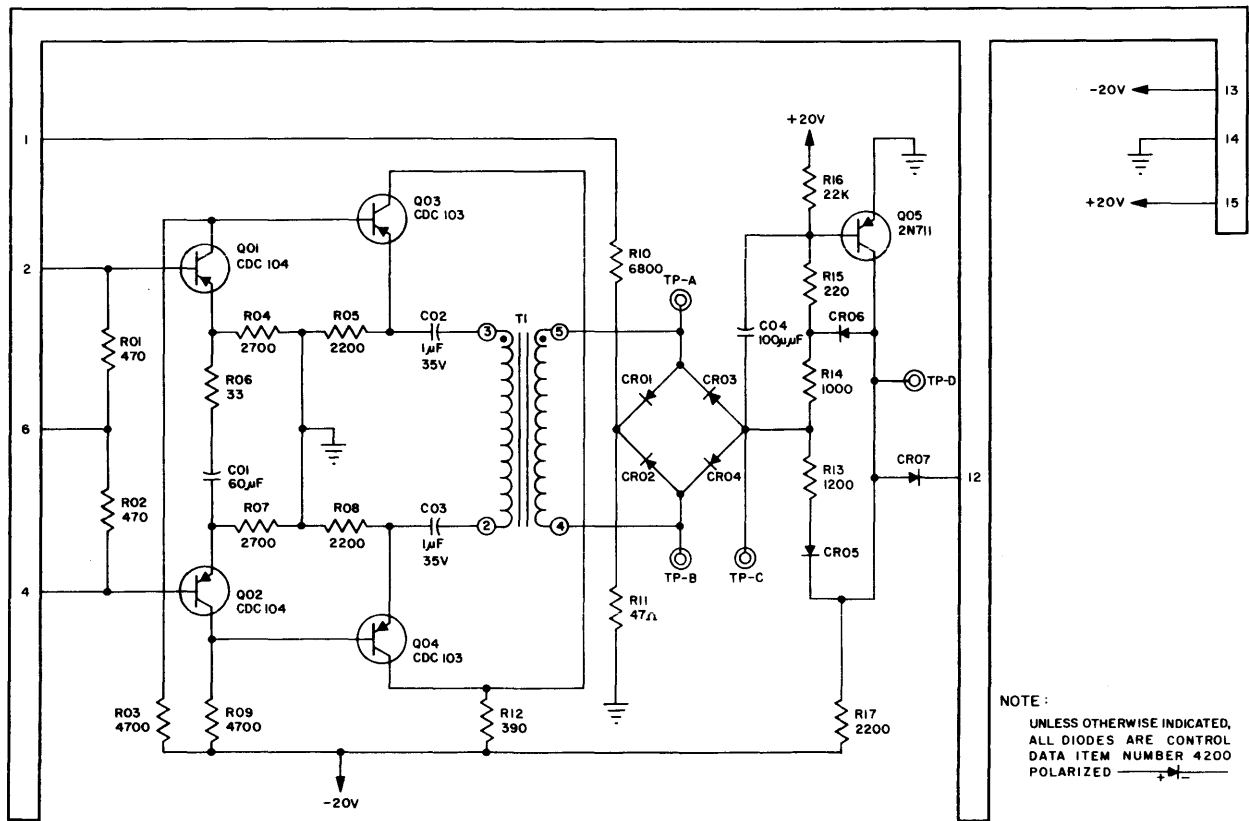 -20V
13
1
+20V
14
R16
22K
Q03
CDC 103
Q05
2N711
+20V
15
Q01
CDC 104
R10
6800
2
TP-A
R15
220
R04
2700
R05
2200
C02
1µF
35V
3
T1
5
C04
100µµF
CR06
R01
470
R06
33
CR01
CR03
R14
1000
TP-D
6
C01
60µF
CR02
CR04
R13
1200
CR07
12
R02
470
R07
2700
R08
2200
C03
1µF
35V
2
4
CR05
TP-B
TP-C
4
Q02
CDC 104
R11
47Ω
Q04
CDC 103
R03
4700
R09
4700
R12
390
R17
2200
-20V
NOTE:
UNLESS OTHERWISE INDICATED,
ALL DIODES ARE CONTROL
DATA ITEM NUMBER 4200
POLARIZED + -